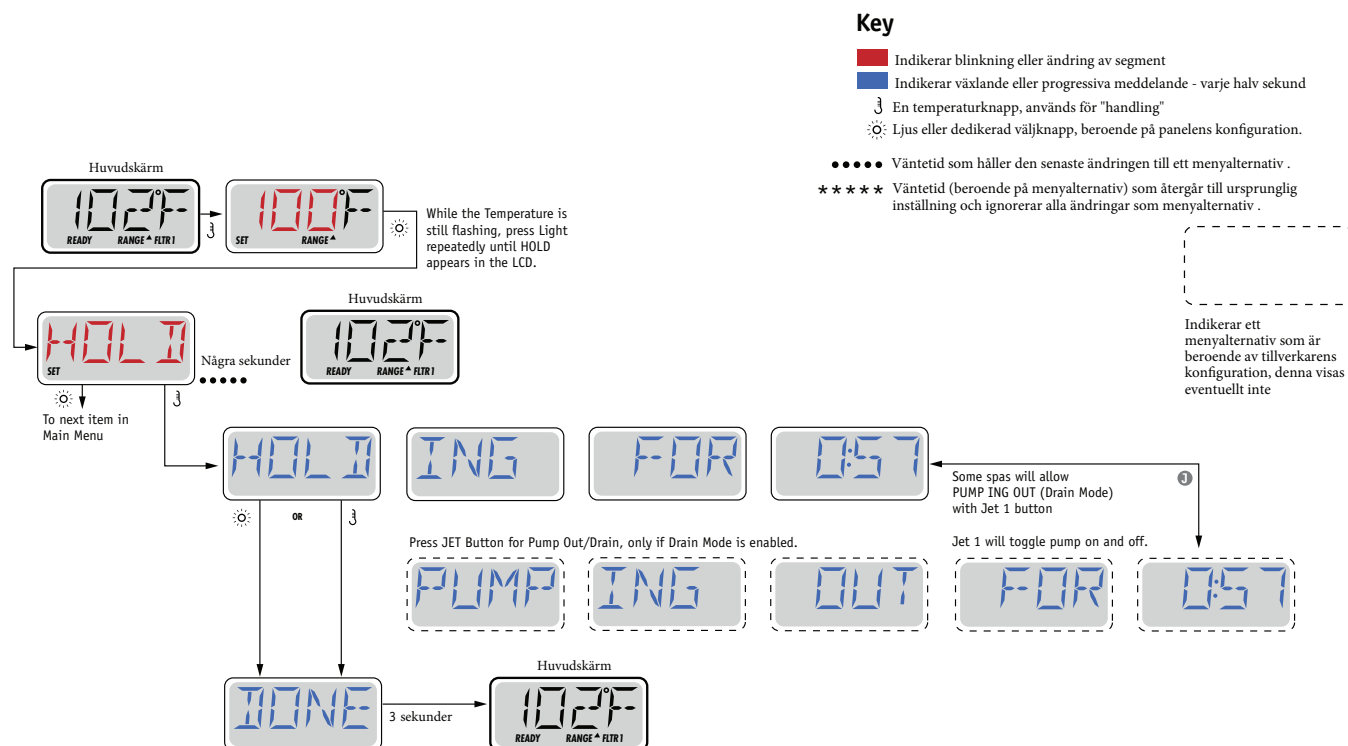 Key
Indikerar blinkning eller ändring av segment
Indikerar växlande eller progressiva meddelande - varje halv sekund
En temperaturknapp, används för "handling"
Ljus eller dedikerad väljknapp, beroende på panelens konfiguration.
••••• Väntetid som håller den senaste ändringen till ett menyalternativ .
***** Väntetid (beroende på menyalternativ) som återgår till ursprunglig
inställning och ignorerar alla ändringar som menyalternativ .
Indikerar ett
menyalternativ som är
beroende av tillverkarens
konfiguration, denna visas
eventuellt inte
Huvudskärm
102°F
READY RANGE FLTR1
100°F
SET RANGE
While the Temperature is
still flashing, press Light
repeatedly until HOLD
appears in the LCD.
HOLD
SET
Några sekunder
•••••
Huvudskärm
102°F
READY RANGE FLTR1
To next item in
Main Menu
HOLD
ING
FOR
0:57
Some spas will allow
PUMP ING OUT (Drain Mode)
with Jet 1 button
J
OR
Press JET Button for Pump Out/Drain, only if Drain Mode is enabled.
Jet 1 will toggle pump on and off.
PUMP
ING
OUT
FOR
0:57
DONE
3 sekunder
Huvudskärm
102°F
READY RANGE FLTR1